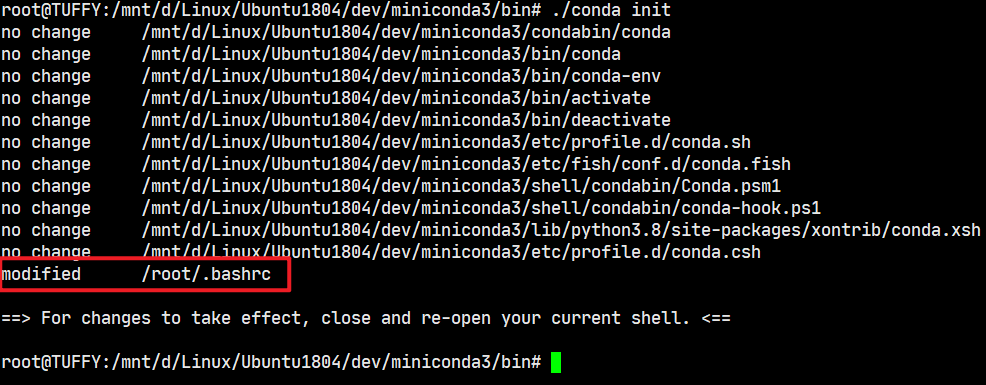 root@TUFFY:/mnt/d/Linux/Ubuntu1804/dev/miniconda3/bin# ./conda init
no change     /mnt/d/Linux/Ubuntu1804/dev/miniconda3/condabin/conda
no change     /mnt/d/Linux/Ubuntu1804/dev/miniconda3/bin/conda
no change     /mnt/d/Linux/Ubuntu1804/dev/miniconda3/bin/conda-env
no change     /mnt/d/Linux/Ubuntu1804/dev/miniconda3/bin/activate
no change     /mnt/d/Linux/Ubuntu1804/dev/miniconda3/bin/deactivate
no change     /mnt/d/Linux/Ubuntu1804/dev/miniconda3/etc/profile.d/conda.sh
no change     /mnt/d/Linux/Ubuntu1804/dev/miniconda3/etc/fish/conf.d/conda.fish
no change     /mnt/d/Linux/Ubuntu1804/dev/miniconda3/shell/condabin/Conda.psm1
no change     /mnt/d/Linux/Ubuntu1804/dev/miniconda3/shell/condabin/conda-hook.ps1
no change     /mnt/d/Linux/Ubuntu1804/dev/miniconda3/lib/python3.8/site-packages/xontrib/conda.xsh
no change     /mnt/d/Linux/Ubuntu1804/dev/miniconda3/etc/profile.d/conda.csh
modified      /root/.bashrc
==> For changes to take effect, close and re-open your current shell. <==
root@TUFFY:/mnt/d/Linux/Ubuntu1804/dev/miniconda3/bin#